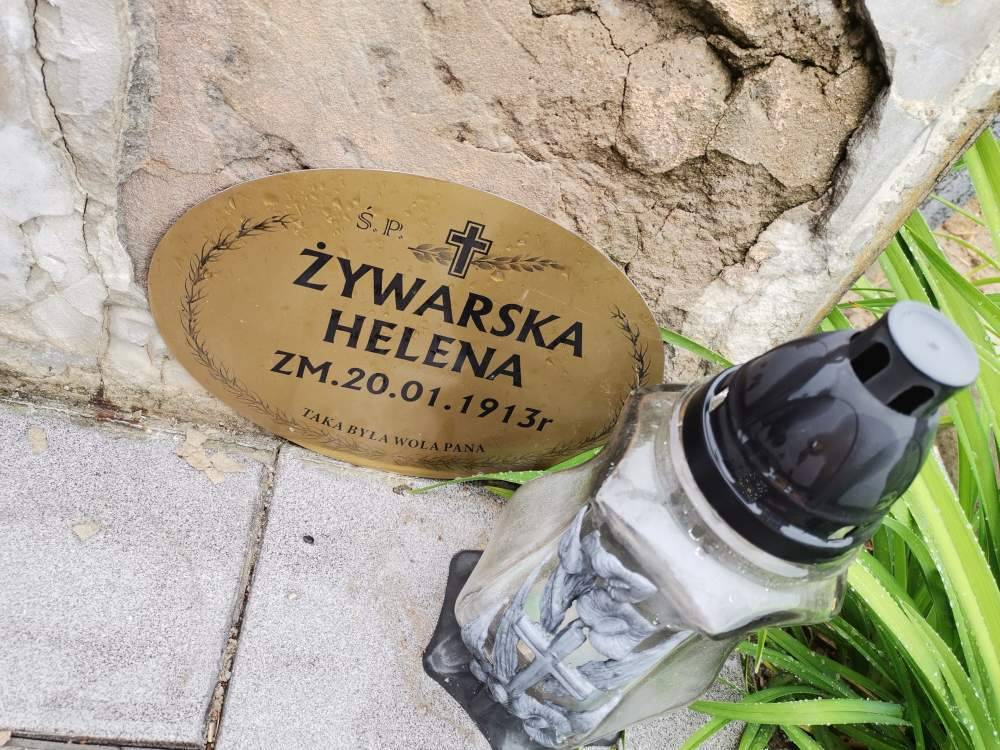 Ś.P.
ŻYWARSKA
HELENA
ZM.20.01.1913r
TAKA BYŁA WOLA PANA